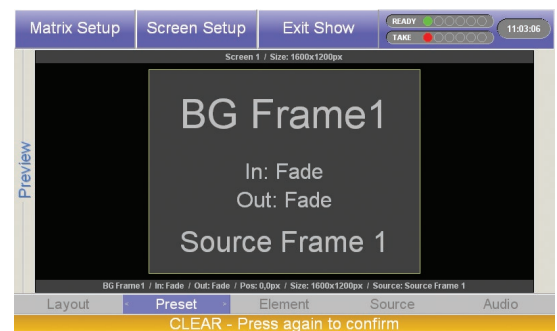 Matrix Setup
Screen Setup
Exit Show
READY
TAKE
11:03:06
Screen 1 / Size: 1600x1200px
Preview
BG Frame1
In: Fade
Out: Fade
Source Frame 1
BG Frame1 / In: Fade / Out: Fade / Pos: 0,0px / Size: 1600x1200px / Source: Source Frame 1
Layout
Preset
Element
Source
Audio
CLEAR - Press again to confirm